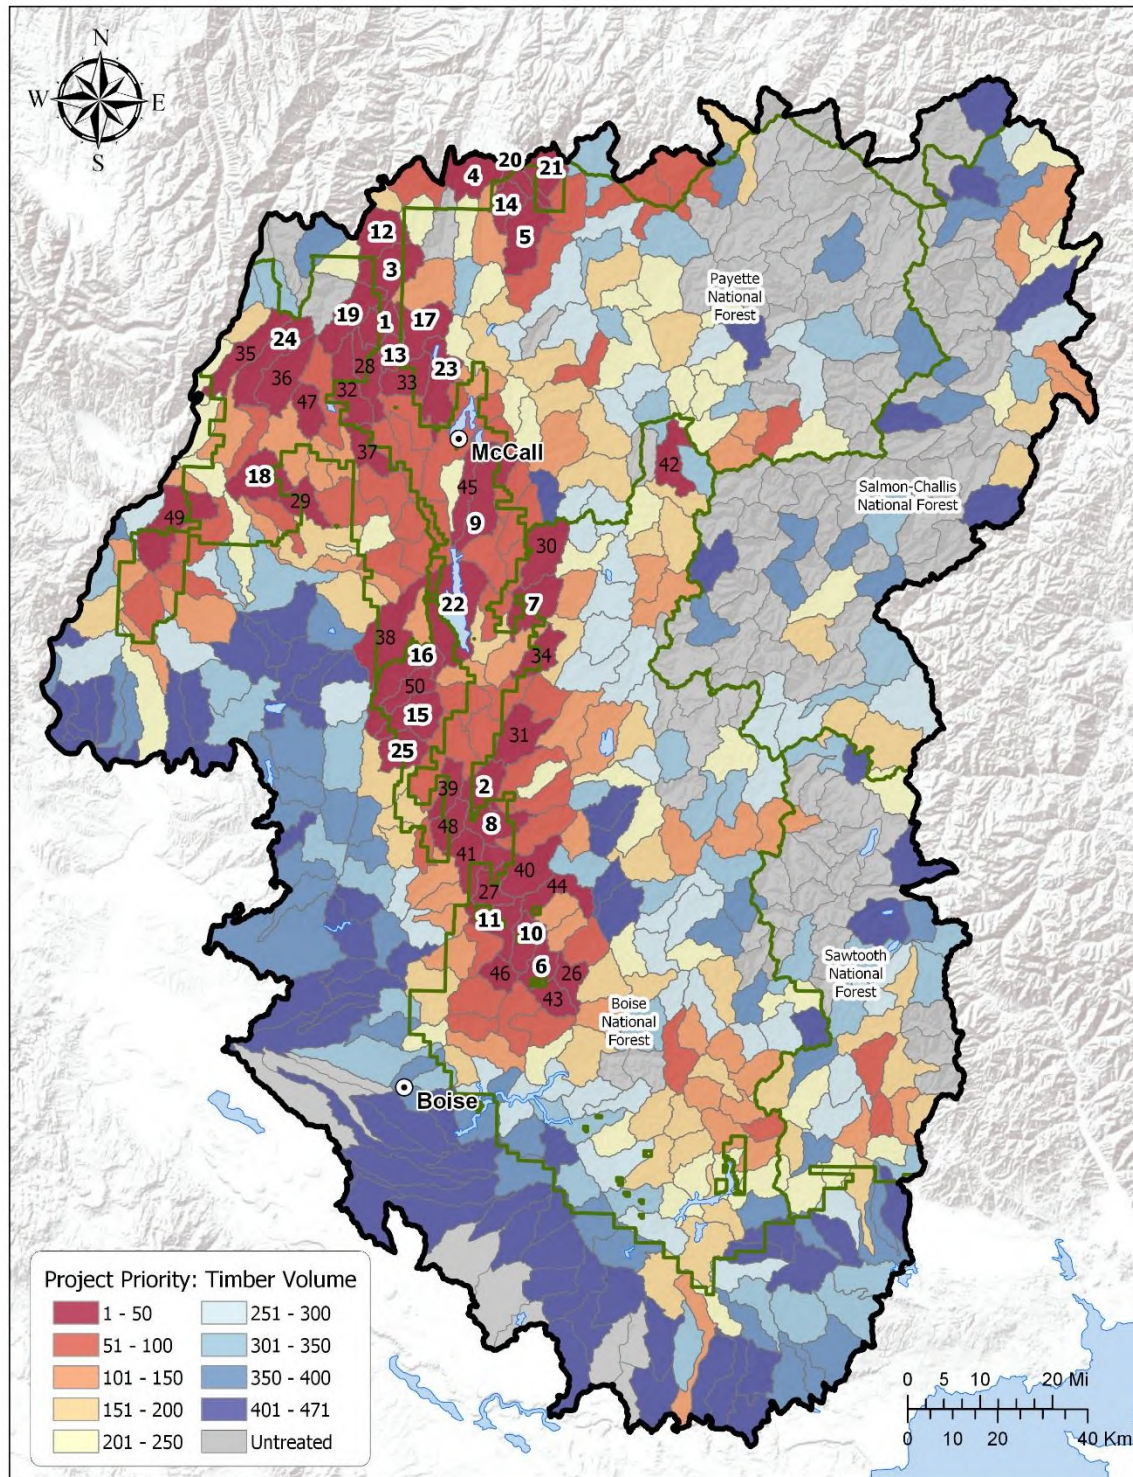 N
W
E
S
20
4
21
14
12
5
3
Payette
National
Forest
19
1
17
24
13
35
28
23
36
33
32
47
McCall
37
42
18
45
Salmon-Challis
National Forest
29
49
9
30
7
22
38
16
34
50
15
31
25
2
39
8
48
41
40
44
27
11
10
6
26
46
43
Sawtooth
National
Forest
Boise
National
Forest
Boise
Project Priority: Timber Volume
1 - 50
251 - 300
51 - 100
301 - 350
101 - 150
350 - 400
151 - 200
401 - 471
201 - 250
Untreated
0 5 10 20 Mi
0 10 20 40 Km